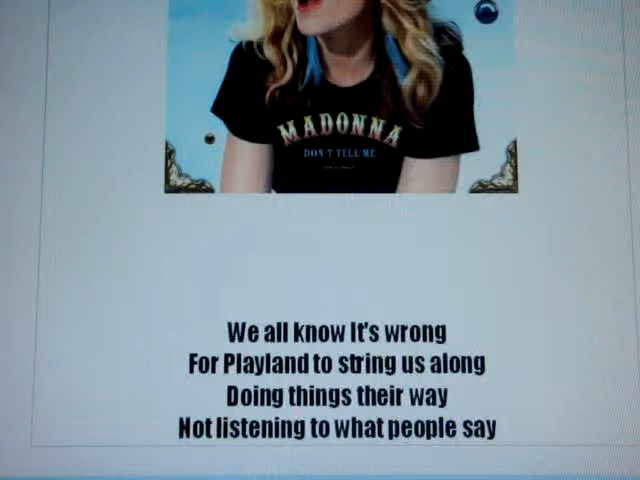 MADONNA
DON'T TELL ME
We all know It's wrong
For Playland to string us along
Doing things their way
Not listening to what people say